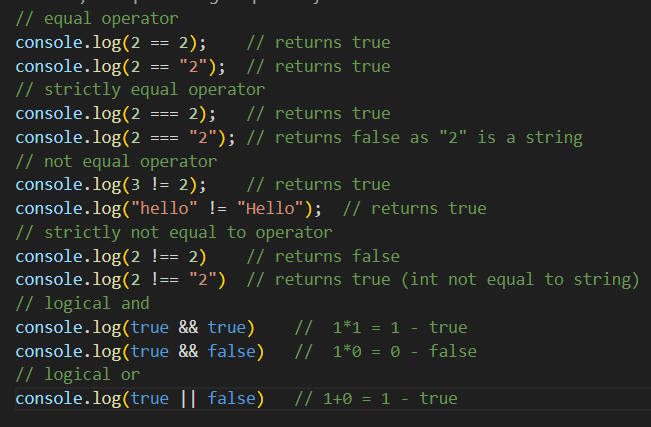 // equal operator
console.log(2 == 2);    // returns true
console.log(2 == "2");  // returns true
// strictly equal operator
console.log(2 === 2);   // returns true
console.log(2 === "2"); // returns false as "2" is a string
// not equal operator
console.log(3 != 2);    // returns true
console.log("hello" != "Hello");  // returns true
// strictly not equal to operator
console.log(2 !== 2)    // returns false
console.log(2 !== "2")  // returns true (int not equal to string)
// logical and
console.log(true && true)    //  1*1 = 1 - true
console.log(true && false)   //  1*0 = 0 - false
// logical or
console.log(true || false)   // 1+0 = 1 - true